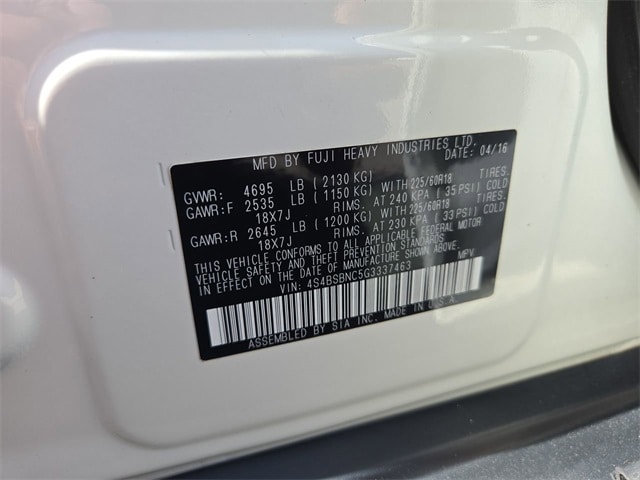 MFD BY FUJI HEAVY INDUSTRIES LTD.
DATE: 04/16
GVWR: 4695 LB (2130 KG)
GAWR:F 2535 LB (1150 KG) WITH 225/60R18 TIRES.
18X7J RIMS. AT 240 KPA (35 PSI) COLD
GAWR:R 2645 LB (1200 KG) WITH 225/60R18 TIRES.
18X7J RIMS. AT 230 KPA (33 PSI) COLD
THIS VEHICLE CONFORMS TO ALL APPLICABLE FEDERAL MOTOR
VEHICLE SAFETY AND THEFT PREVENTION STANDARDS
IN EFFECT ON THE DATE OF MANUFACTURE SHOWN ABOVE.
VIN: 4S4BSBNC5G3337463 MPV
ASSEMBLED BY SIA INC. MADE IN U.S.A.